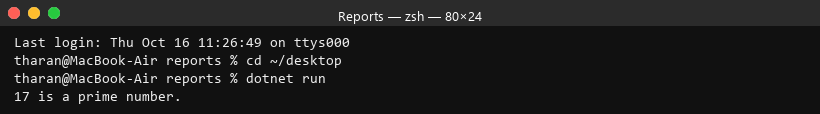 Reports — zsh — 80×24
Last login: Thu Oct 16 11:26:49 on ttys000
tharan@MacBook-Air reports % cd ~/desktop
tharan@MacBook-Air reports % dotnet run
17 is a prime number.